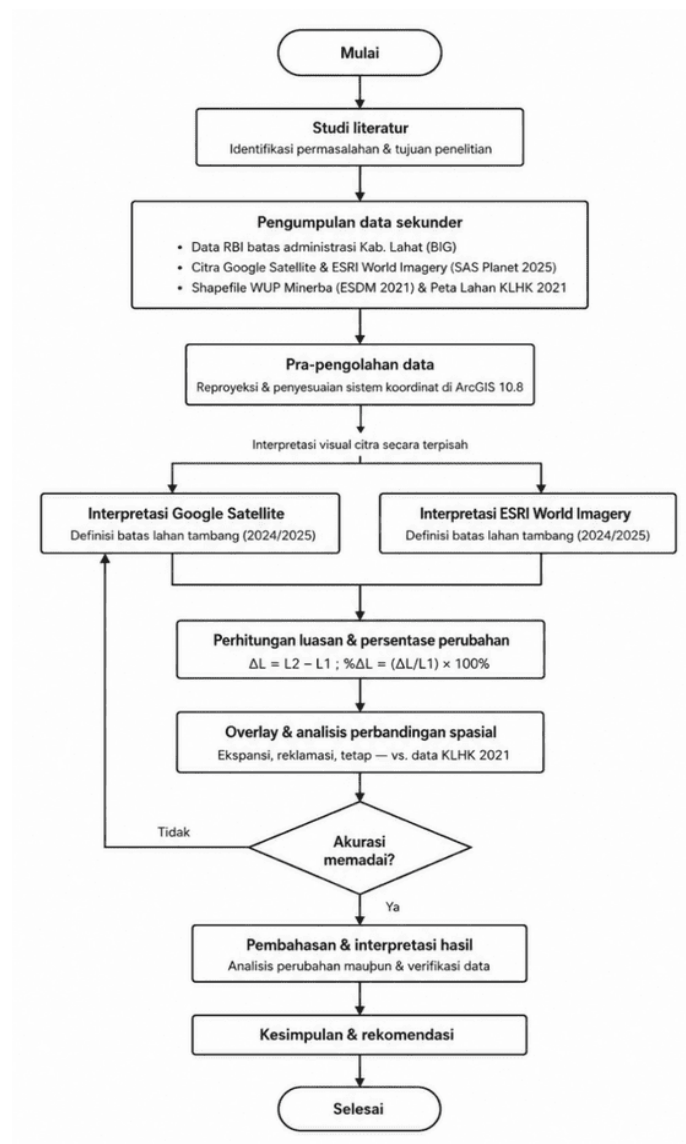 Mulai
Studi literatur
Identifikasi permasalahan & tujuan penelitian
Pengumpulan data sekunder
• Data RBI batas administrasi Kab. Lahat (BIG)
• Citra Google Satellite & ESRI World Imagery (SAS Planet 2025)
• Shapefile WUP Minerba (ESDM 2021) & Peta Lahan KLHK 2021
Pra-pengolahan data
Reproyeksi & penyesuaian sistem koordinat di ArcGIS 10.8
Interpretasi visual citra secara terpisah
Interpretasi Google Satellite
Definisi batas lahan tambang (2024/2025)
Interpretasi ESRI World Imagery
Definisi batas lahan tambang (2024/2025)
Perhitungan luasan & persentase perubahan
ΔL = L2 – L1 ; %ΔL = (ΔL/L1) × 100%
Overlay & analisis perbandingan spasial
Ekspansi, reklamasi, tetap — vs. data KLHK 2021
Tidak
Akurasi
memadai?
Ya
Pembahasan & interpretasi hasil
Analisis perubahan mauþun & verifikasi data
Kesimpulan & rekomendasi
Selesai